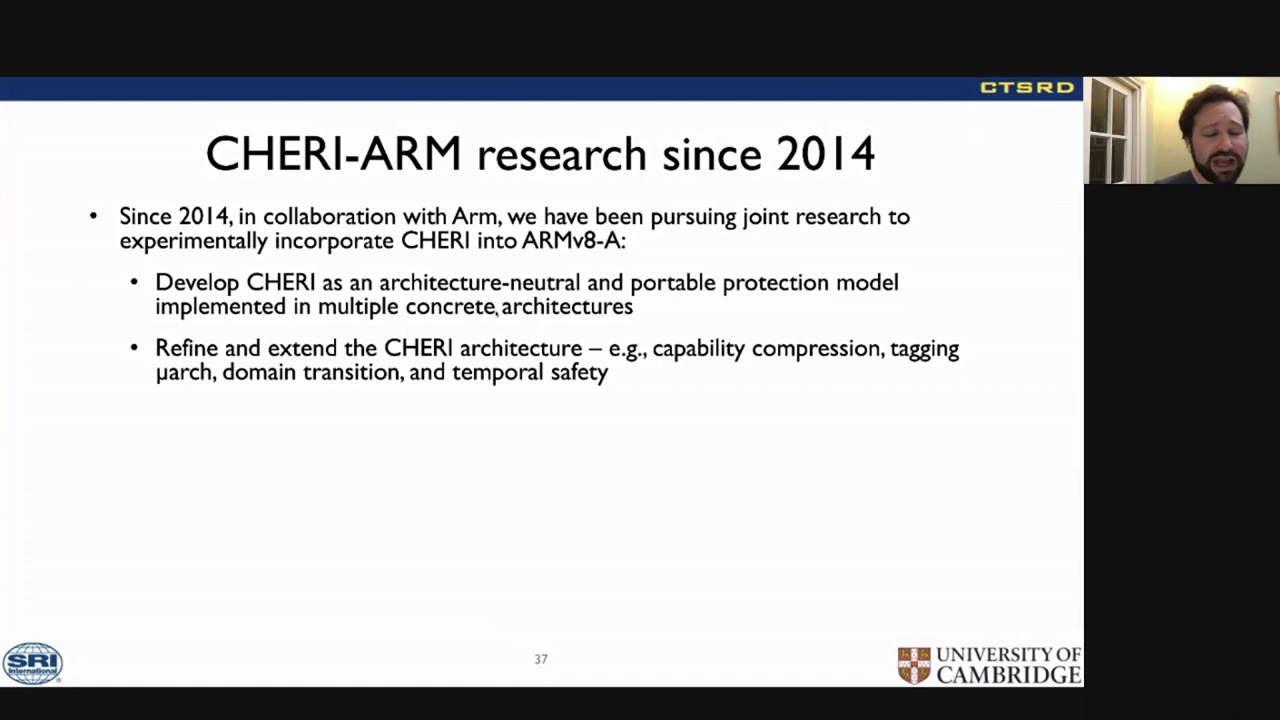 CTSRD
CHERI-ARM research since 2014
• Since 2014, in collaboration with Arm, we have been pursuing joint research to
experimentally incorporate CHERI into ARMv8-A:
• Develop CHERI as an architecture-neutral and portable protection model
implemented in multiple concrete architectures
• Refine and extend the CHERI architecture – e.g., capability compression, tagging
µarch, domain transition, and temporal safety
SRI
International
37
UNIVERSITY OF
CAMBRIDGE